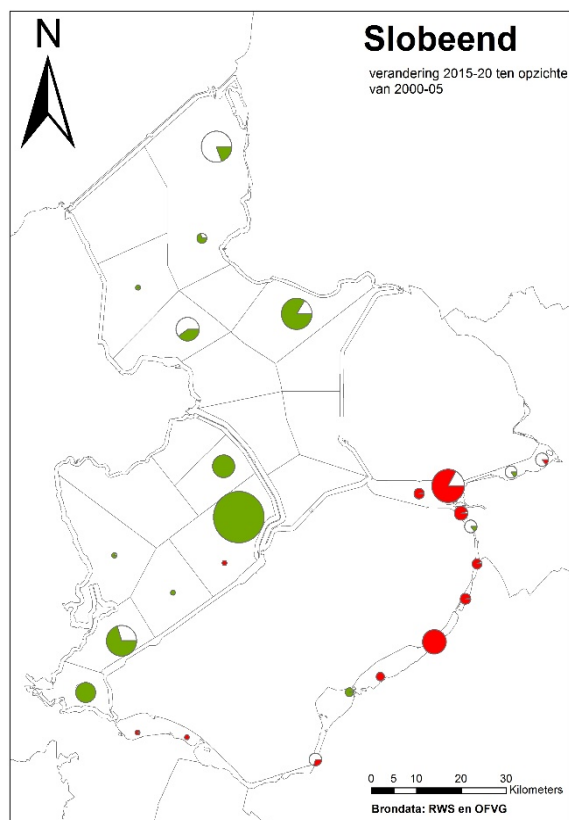 N
Slobeend
verandering 2015-20 ten opzichte
van 2000-05
0 5 10 20 30
Kilometers
Brondata: RWS en OFVG